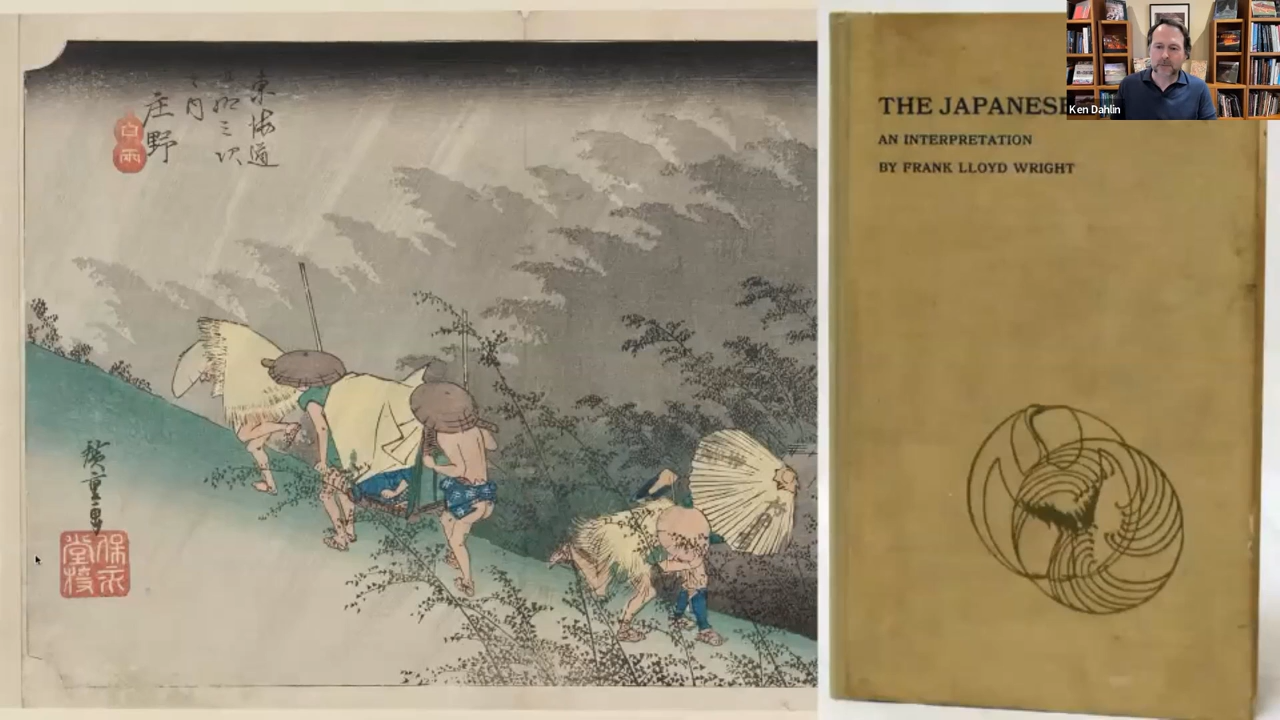 東海道
五拾三次
之内
庄野
白雨
廣重画
保永
堂
THE JAPANESE
AN INTERPRETATION
BY FRANK LLOYD WRIGHT
Ken Dahlin